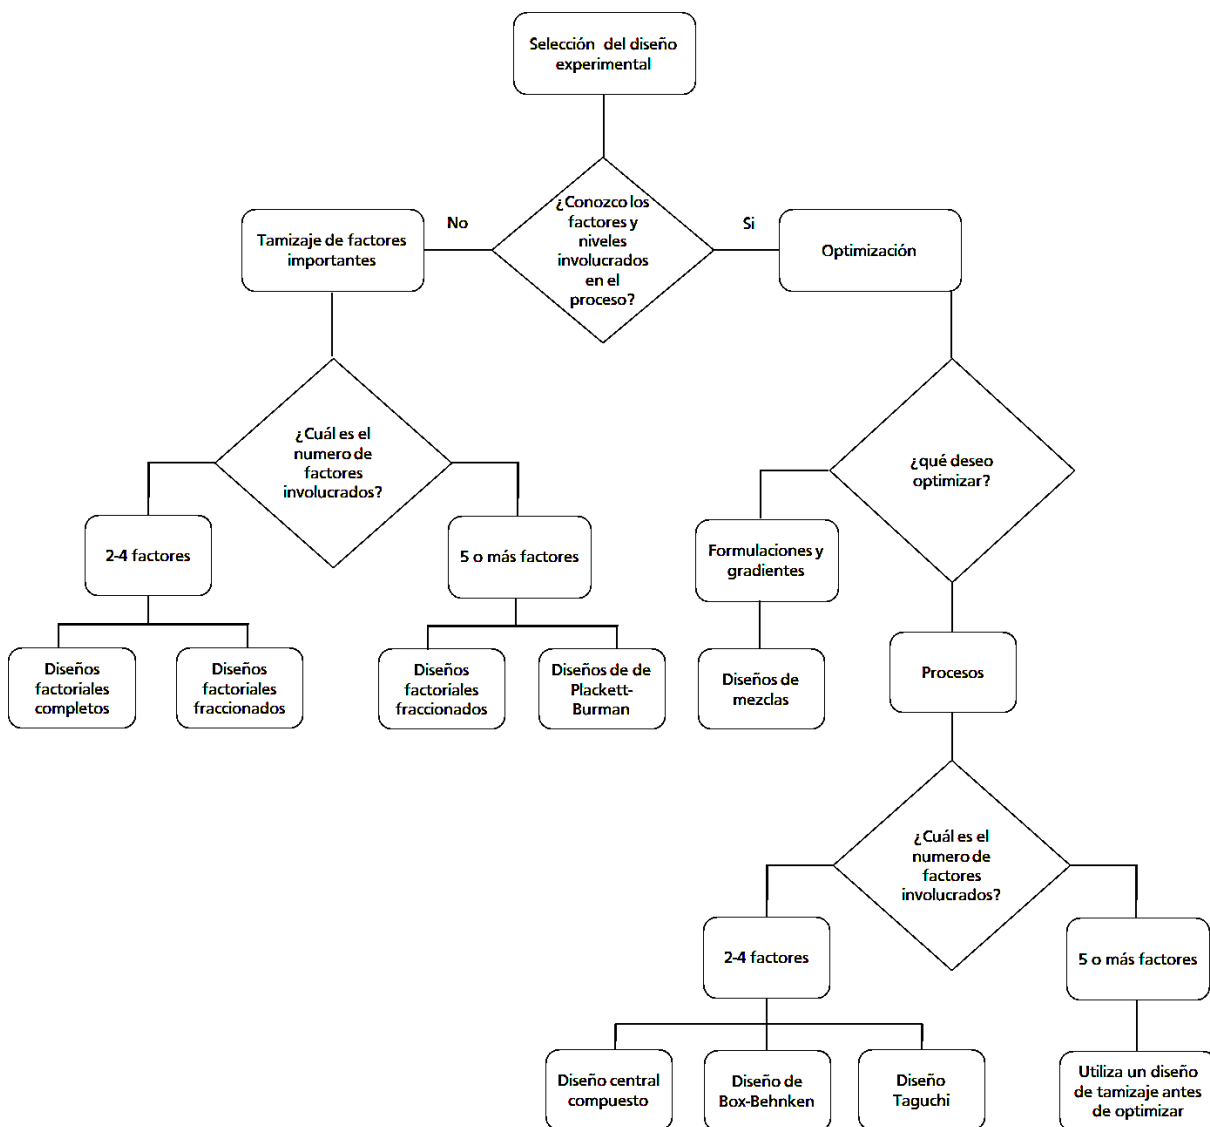 Selección del diseño
experimental
¿Conozco los
factores y
niveles
involucrados
en el
proceso?
No
Si
Tamizaje de factores
importantes
Optimización
¿Cuál es el
numero de
factores
involucrados?
¿qué deseo
optimizar?
2-4 factores
5 o más factores
Formulaciones y
gradientes
Diseños
factoriales
completos
Diseños
factoriales
fraccionados
Diseños
factoriales
fraccionados
Diseños de de
Plackett-
Burman
Diseños de
mezclas
Procesos
¿Cuál es el
numero de
factores
involucrados?
2-4 factores
5 o más factores
Diseño central
compuesto
Diseño de
Box-Behnken
Diseño
Taguchi
Utiliza un diseño
de tamizaje antes
de optimizar